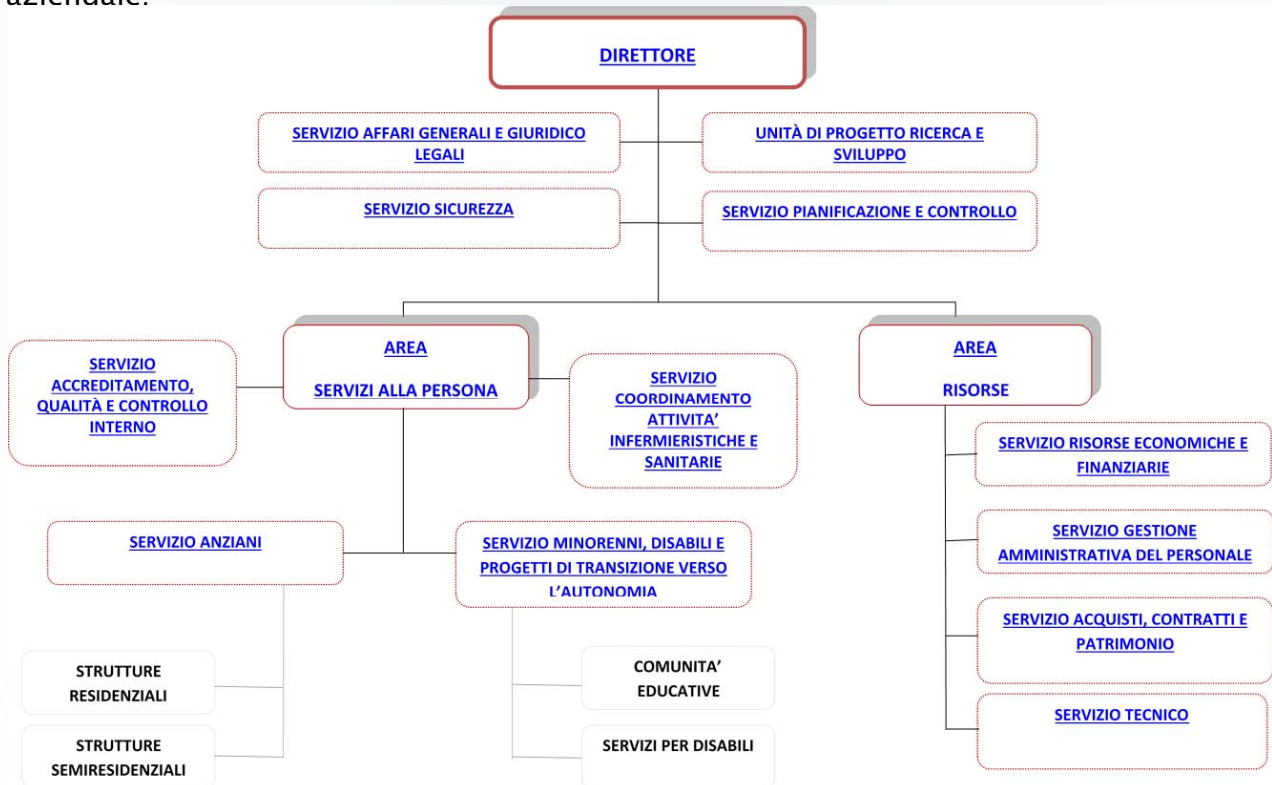 aziendale.
DIRETTORE
SERVIZIO AFFARI GENERALI E GIURIDICO
LEGALI
UNITÀ DI PROGETTO RICERCA E
SVILUPPO
SERVIZIO SICUREZZA
SERVIZIO PIANIFICAZIONE E CONTROLLO
AREA
SERVIZI ALLA PERSONA
AREA
RISORSE
SERVIZIO
ACCREDITAMENTO,
QUALITÀ E CONTROLLO
INTERNO
SERVIZIO
COORDINAMENTO
ATTIVITA’
INFERMIERISTICHE E
SANITARIE
SERVIZIO RISORSE ECONOMICHE E
FINANZIARIE
SERVIZIO ANZIANI
SERVIZIO MINORENNI, DISABILI E
PROGETTI DI TRANSIZIONE VERSO
L’AUTONOMIA
SERVIZIO GESTIONE
AMMINISTRATIVA DEL PERSONALE
SERVIZIO ACQUISTI, CONTRATTI E
PATRIMONIO
STRUTTURE
RESIDENZIALI
COMUNITA’
EDUCATIVE
SERVIZIO TECNICO
STRUTTURE
SEMIRESIDENZIALI
SERVIZI PER DISABILI